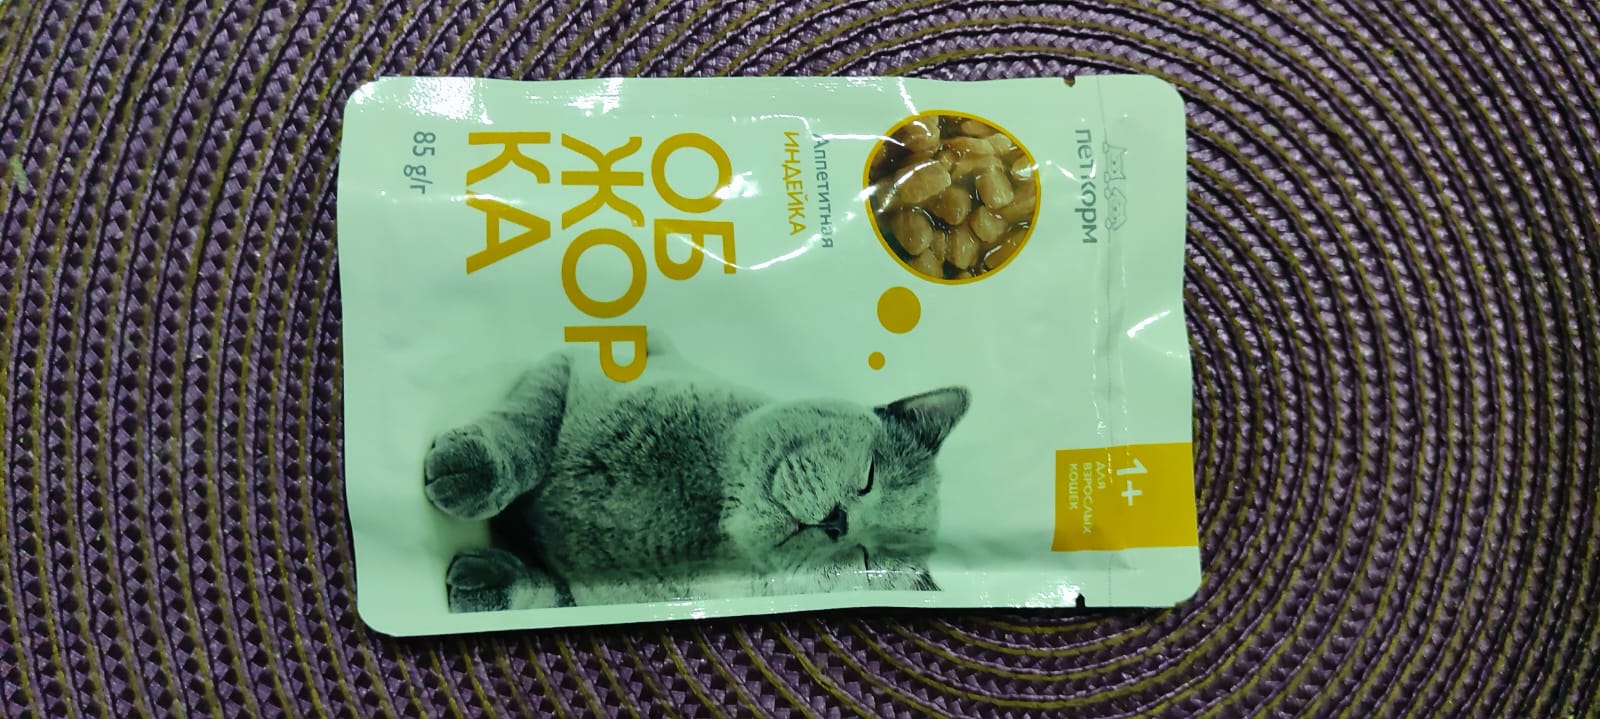 петкорм
1+
для
взрослых
кошек
Аппетитная
ИНДЕЙКА
ОБ
ЖОР
КА
85 g/г